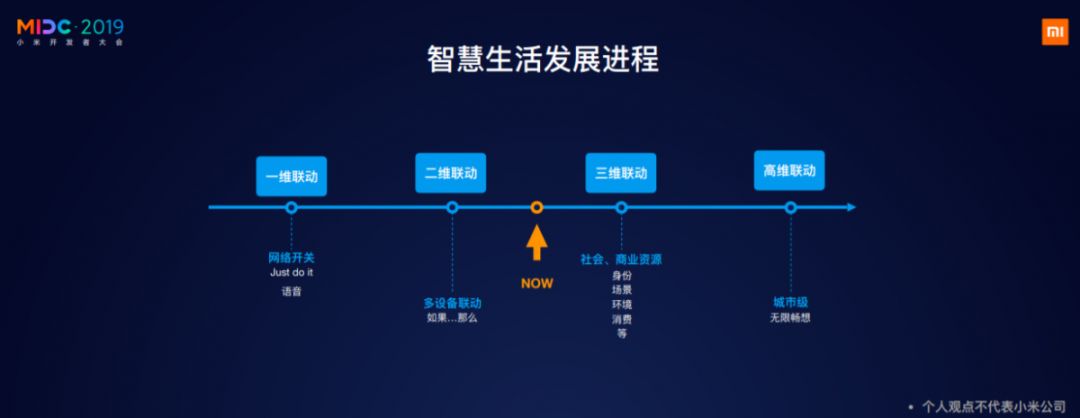 MIDC·2019
小米开发者大会
MI
智慧生活发展进程
一维联动
二维联动
三维联动
高维联动
网络开关
Just do it
语音
多设备联动
如果...那么
NOW
社会、商业资源
身份
场景
环境
消费
等
城市级
无限畅想
• 个人观点不代表小米公司